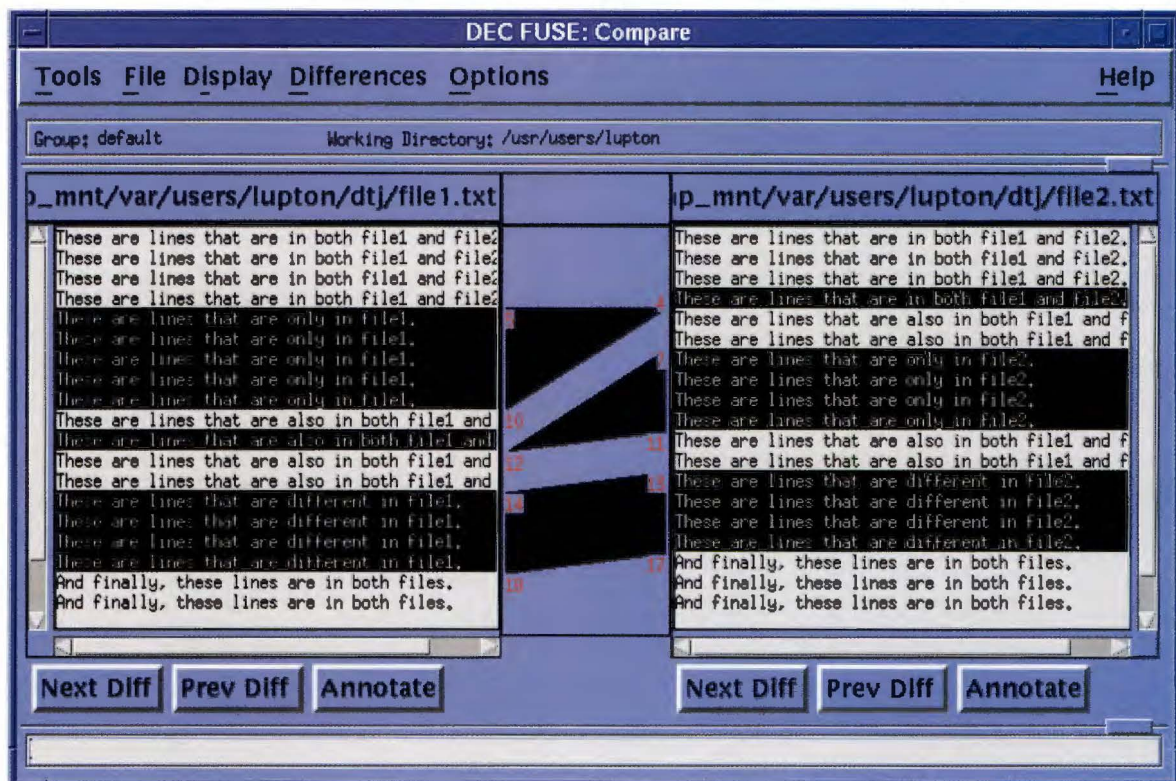 DEC FUSE: Compare
Tools File Display Differences Options Help
Group: default Working Directory: /usr/users/lupton
p_mnt/var/users/lupton/dtj/file1.txt
These are lines that are in both file1 and file2
These are lines that are in both file1 and file2
These are lines that are in both file1 and file2
These are lines that are in both file1 and file2
These are lines that are only in file1.
These are lines that are only in file1.
These are lines that are only in file1.
These are lines that are only in file1.
These are lines that are only in file1.
These are lines that are also in both file1 and
These are lines that are also in both file1 and
These are lines that are also in both file1 and
These are lines that are also in both file1 and
These are lines that are different in file1.
These are lines that are different in file1.
These are lines that are different in file1.
These are lines that are different in file1.
And finally, these lines are in both files.
And finally, these lines are in both files.
10
12
14
18
7
11
13
17
up_mnt/var/users/lupton/dtj/file2.txt
These are lines that are in both file1 and file2.
These are lines that are in both file1 and file2.
These are lines that are in both file1 and file2.
These are lines that are in both file1 and file2.
These are lines that are also in both file1 and f
These are lines that are also in both file1 and f
These are lines that are only in file2.
These are lines that are only in file2.
These are lines that are only in file2.
These are lines that are only in file2.
These are lines that are also in both file1 and f
These are lines that are also in both file1 and f
These are lines that are different in file2.
These are lines that are different in file2.
These are lines that are different in file2.
These are lines that are different in file2.
And finally, these lines are in both files.
And finally, these lines are in both files.
And finally, these lines are in both files.
Next Diff Prev Diff Annotate
Next Diff Prev Diff Annotate